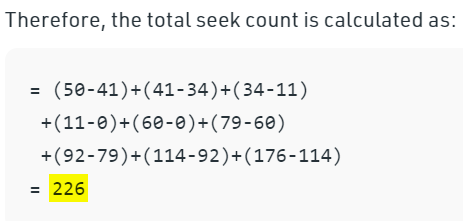 Therefore, the total seek count is calculated as:
= (50-41)+(41-34)+(34-11)
+(11-0)+(60-0)+(79-60)
+(92-79)+(114-92)+(176-114)
= 226